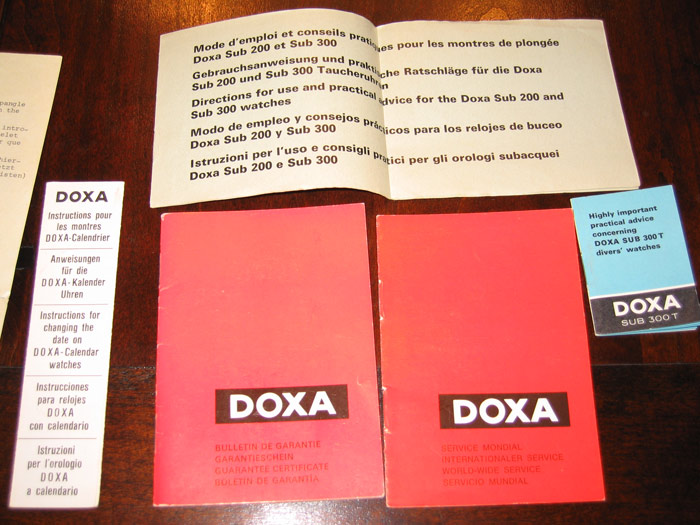 Mode d'emploi et conseils pratiques pour les montres de plongée
Doxa Sub 200 et Sub 300
Gebrauchsanweisung und praktische Ratschläge für die Doxa
Sub 200 und Sub 300 Taucheruhren
Directions for use and practical advice for the Doxa Sub 200 and
Sub 300 watches
Modo de empleo y consejos prácticos para los relojes de buceo
Doxa Sub 200 y Sub 300
Istruzioni per l'uso e consigli pratici per gli orologi subacquei
Doxa Sub 200 e Sub 300
DOXA
Instructions pour
les montres
DOXA-Calendrier
Anweisungen
für die
DOXA-Kalender
Uhren
Instructions for
changing the
date on
DOXA-Calendar
watches
Instrucciones
para relojes
DOXA
con calendario
Istruzioni
per l'orologio
DOXA
a calendario
DOXA
BULLETIN DE GARANTIE
GARANTIESCHEIN
GUARANTEE CERTIFICATE
BOLETIN DE GARANTÍA
DOXA
SERVICE MONDIAL
INTERNATIONALER SERVICE
WORLD-WIDE SERVICE
SERVICIO MUNDIAL
Highly important
practical advice
concerning
DOXA SUB 300 T
divers' watches
DOXA
SUB 300 T